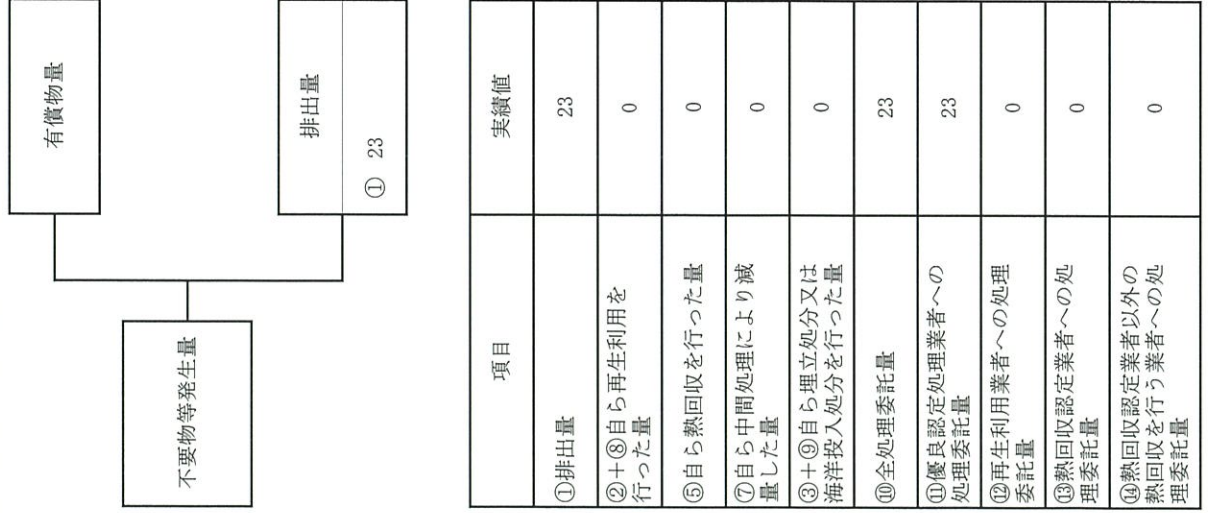 不要物等発生量
有償物量
排出量
① 23
項目
実績値
①排出量
23
②+⑧自ら再生利用を
行った量
0
⑤自ら熱回収を行った量
0
⑦自ら中間処理により減
量した量
0
③+⑨自ら埋立処分又は
海洋投入処分を行った量
0
⑩全処理委託量
23
⑪優良認定処理業者への
処理委託量
23
⑫再生利用業者への処理
委託量
0
⑬熱回収認定業者への処
理委託量
0
⑭熱回収認定業者以外の
熱回収を行う業者への処
理委託量
0